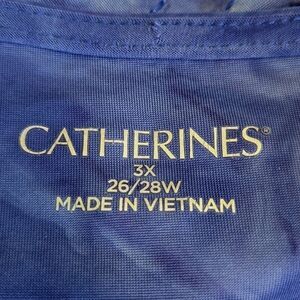 CATHERINES®
3X
26/28W
MADE IN VIETNAM